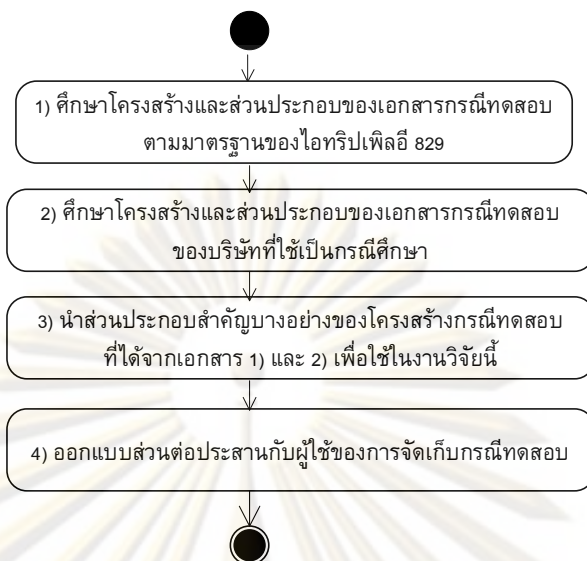 1) ศึกษาโครงสร้างและส่วนประกอบของเอกสารกรณีทดสอบ
ตามมาตรฐานของไอทริปเพิลอี 829
2) ศึกษาโครงสร้างและส่วนประกอบของเอกสารกรณีทดสอบ
ของบริษัทที่ใช้เป็นกรณีศึกษา
3) นำส่วนประกอบสำคัญบางอย่างของโครงสร้างกรณีทดสอบ
ที่ได้จากเอกสาร 1) และ 2) เพื่อใช้ในงานวิจัยนี้
4) ออกแบบส่วนต่อประสานกับผู้ใช้ของการจัดเก็บกรณีทดสอบ